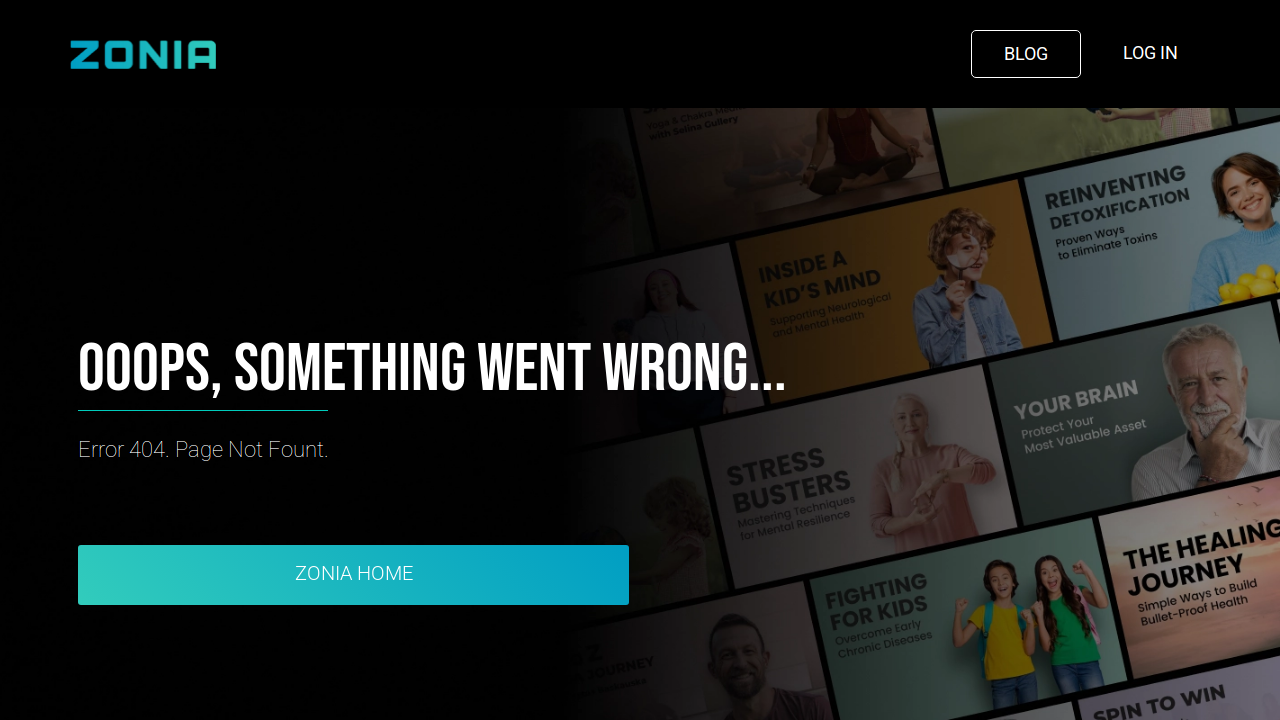 ZONIA
BLOG
LOG IN
Yoga & Chakra
with Selina Gullery
REINVENTING
DETOXIFICATION
Proven Ways
to Eliminate Toxins
INSIDE A
KID'S MIND
Supporting Neurological
and Mental Health
OOOPS, SOMETHING WENT WRONG...
Error 404. Page Not Fount.
YOUR BRAIN
Protect Your
Most Valuable Asset
STRESS
BUSTERS
Mastering Techniques
for Mental Resilience
THE HEALING
JOURNEY
Simple Ways to Build
Bullet-Proof Health
ZONIA HOME
FIGHTING
FOR KIDS
Overcome Early
Chronic Diseases
JOURNEY
SPIN TO WIN